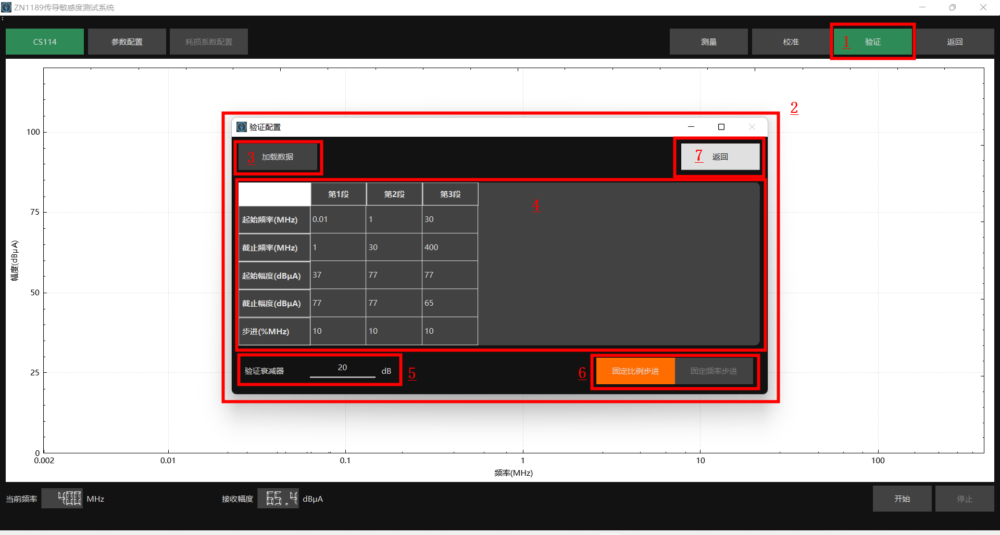 ZN1189传导敏感度测试系统
CS114 参数配置 耗损系数配置 测量 校准 1 验证 返回
2
验证配置
3 加载数据 7 返回
4
第1段 第2段 第3段
起始频率(MHz) 0.01 1 30
截止频率(MHz) 1 30 400
起始幅度(dBμA) 37 77 77
截止幅度(dBμA) 77 77 65
步进(%MHz) 10 10 10
验证衰减器 20 dB 5 6 固定比例步进 固定频率步进
幅度(dBμA)
100
75
50
25
0
0.002 0.01 0.1 1 10 100
频率(MHz)
当前频率 400 MHz 接收幅度 65.4 dBμA 开始 停止